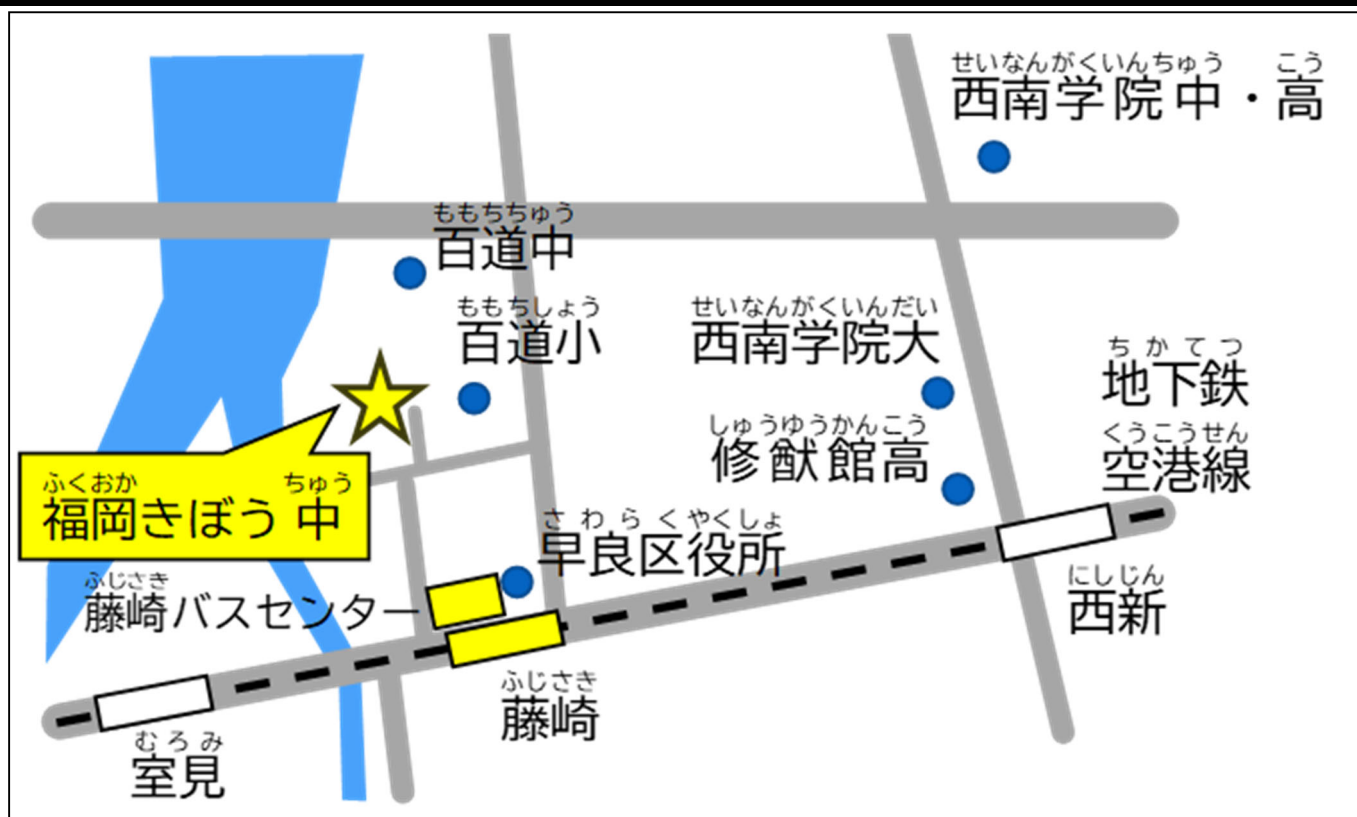 せいなんがくいんちゅう こう
西南学院中・高
ももちちゅう
百道中
ももちしょう
百道小
せいなんがくいんだい
西南学院大
ちかてつ
地下鉄
くうこうせん
空港線
しゅうゆうかんこう
修猷館高
ふくおか ちゅう
福岡きぼう中
さわらくやくしょ
早良区役所
ふじさき
藤崎バスセンター
にしじん
西新
ふじさき
藤崎
むろみ
室見